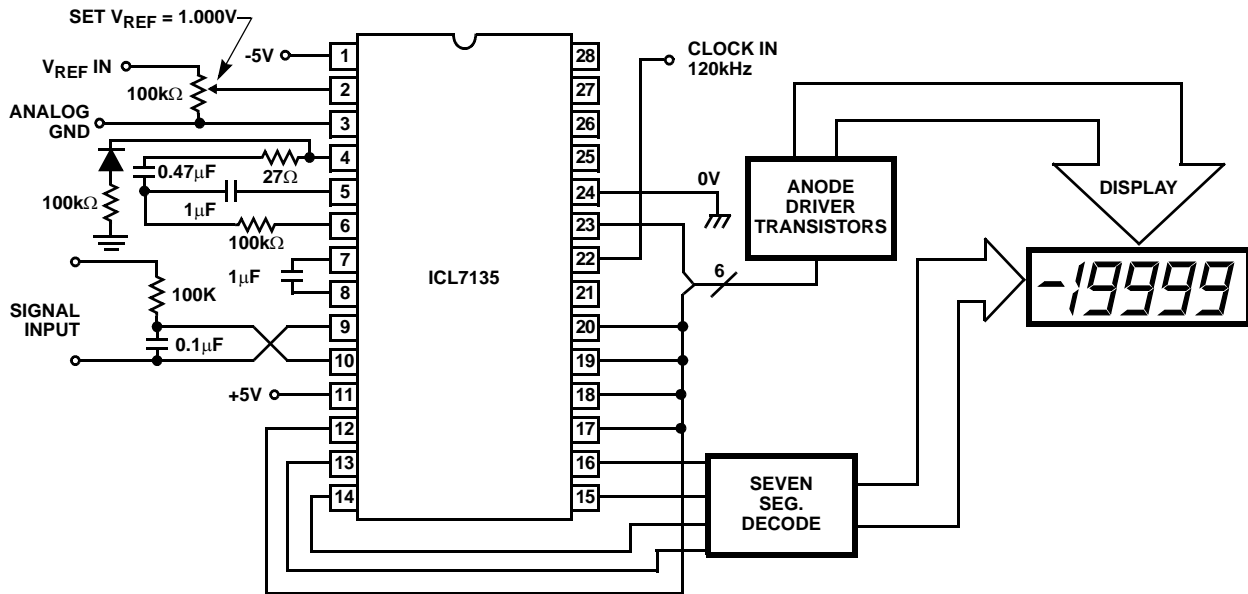 SET VREF = 1.000V
-5V
VREF IN
100kΩ
ANALOG
GND
0.47μF
27Ω
100kΩ
1μF
100kΩ
1μF
100K
SIGNAL
INPUT
0.1μF
+5V
1
2
3
4
5
6
7
8
9
10
11
12
13
14
ICL7135
28
27
26
25
24
23
22
21
20
19
18
17
16
15
CLOCK IN
120kHz
0V
6
ANODE
DRIVER
TRANSISTORS
DISPLAY
-19999
SEVEN
SEG.
DECODE